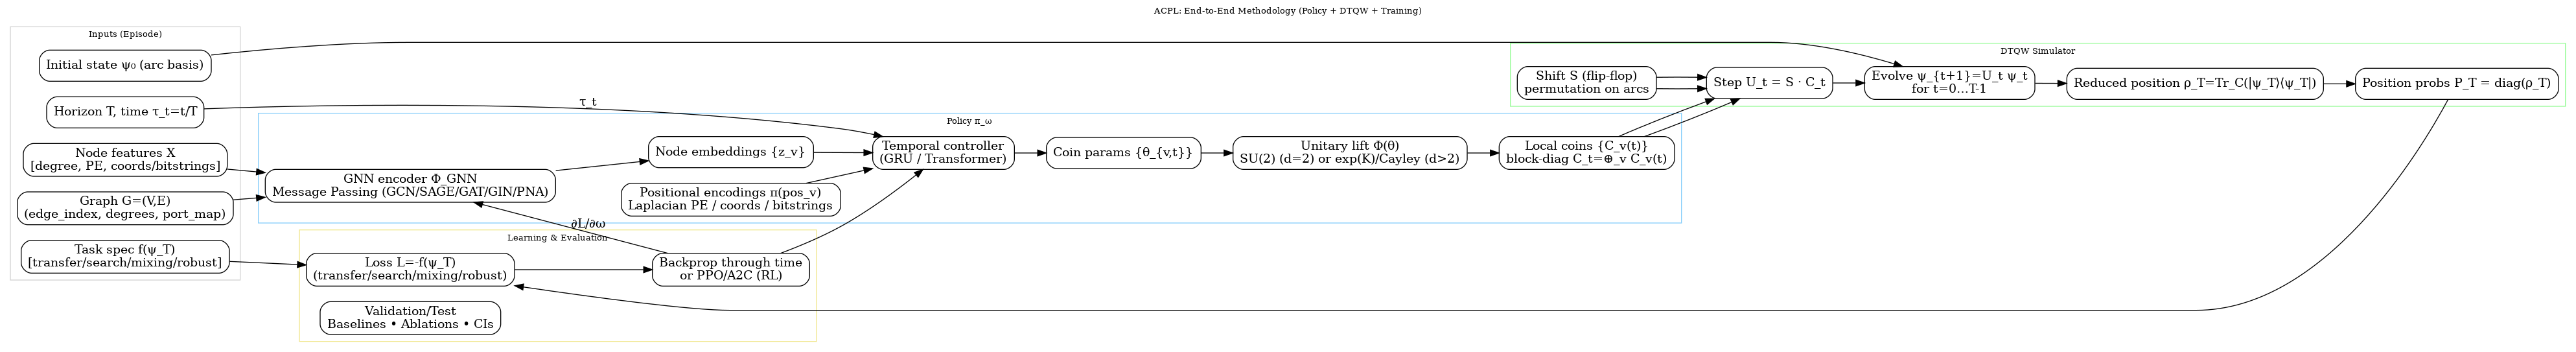 ACPL: End-to-End Methodology (Policy + DTQW + Training)
Inputs (Episode)
Initial state ψ₀ (arc basis)
Horizon T, time τ_t=t/T
Node features X
[degree, PE, coords/bitstrings]
Graph G=(V,E)
(edge_index, degrees, port_map)
Task spec f(ψ_T)
[transfer/search/mixing/robust]
τ_t
Policy π_ω
GNN encoder Φ_GNN
Message Passing (GCN/SAGE/GAT/GIN/PNA)
Node embeddings {z_v}
Positional encodings π(pos_v)
Laplacian PE / coords / bitstrings
Temporal controller
(GRU / Transformer)
Coin params {θ_{v,t}}
Unitary lift Φ(θ)
SU(2) (d=2) or exp(K)/Cayley (d>2)
Local coins {C_v(t)}
block-diag C_t=⊕_v C_v(t)
DTQW Simulator
Shift S (flip-flop)
permutation on arcs
Step U_t = S · C_t
Evolve ψ_{t+1}=U_t ψ_t
for t=0…T-1
Reduced position ρ_T=Tr_C(|ψ_T⟩⟨ψ_T|)
Position probs P_T = diag(ρ_T)
∂L/∂ω
Learning & Evaluation
Loss L=-f(ψ_T)
(transfer/search/mixing/robust)
Backprop through time
or PPO/A2C (RL)
Validation/Test
Baselines • Ablations • CIs